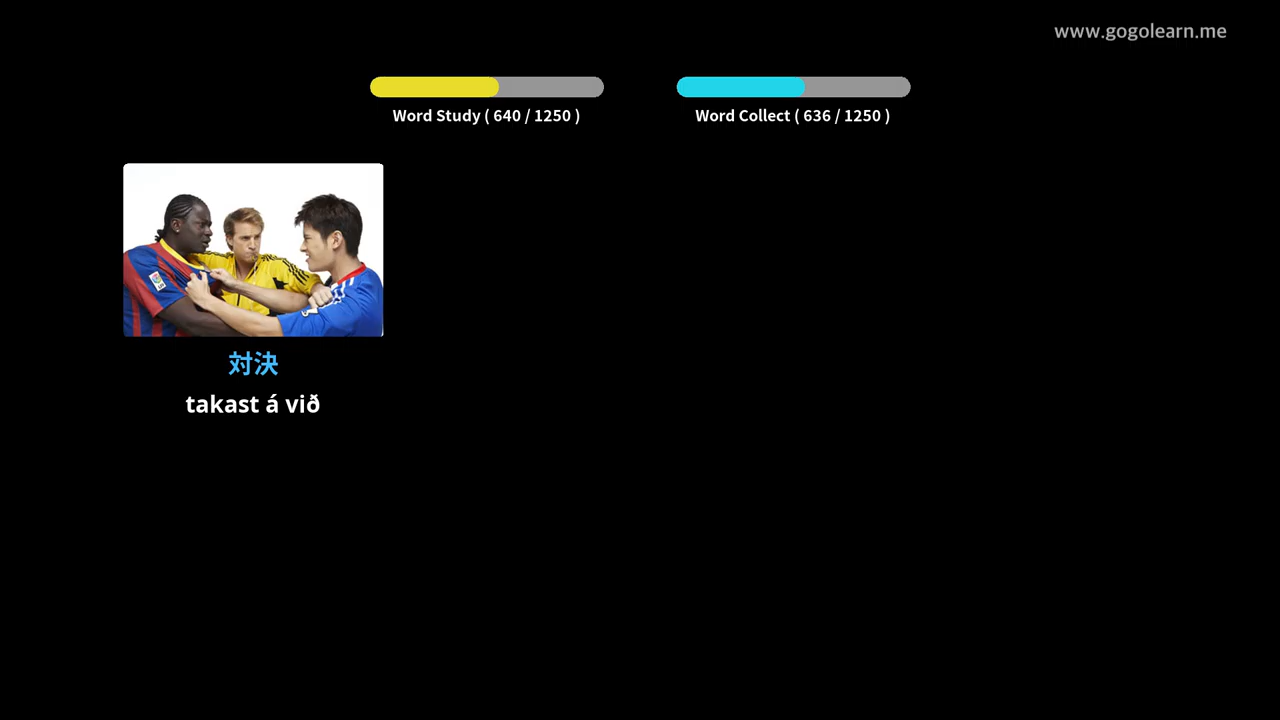 www.gogolearn.me
Word Study ( 640 / 1250 )
Word Collect ( 636 / 1250 )
対決
takast á við